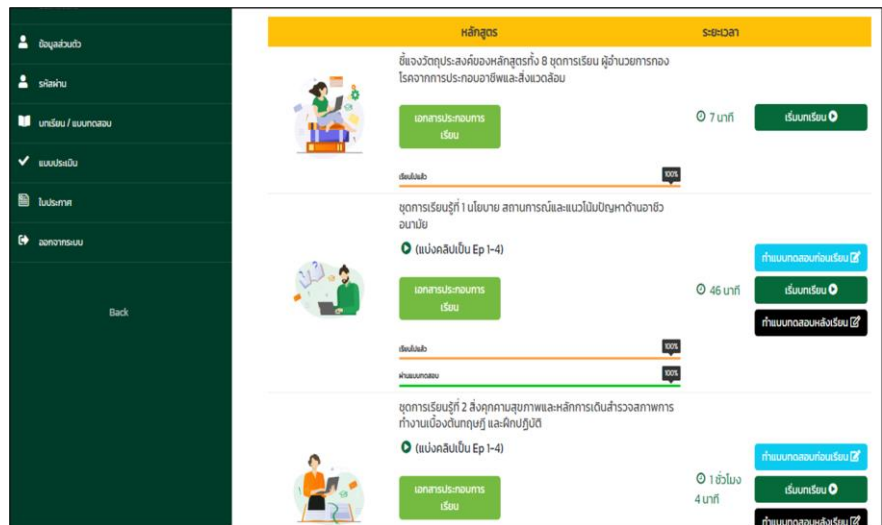 ข้อมูลส่วนตัว
รหัสผ่าน
บทเรียน / แบบทดสอบ
แบบประเมิน
ใบประกาศ
ออกจากระบบ
Back
หลักสูตร
ระยะเวลา
ชี้แจงวัตถุประสงค์ของหลักสูตรทั้ง 8 ชุดการเรียน ผู้อำนวยการกอง
โรคจากการประกอบอาชีพและสิ่งแวดล้อม
เอกสารประกอบการ
เรียน
7 นาที
เริ่มบทเรียน
เรียนไปแล้ว
100%
ชุดการเรียนรู้ที่ 1 นโยบาย สถานการณ์และแนวโน้มปัญหาด้านอาชีว
อนามัย
(แบ่งคลิปเป็น Ep 1-4)
เอกสารประกอบการ
เรียน
46 นาที
ทำแบบทดสอบก่อนเรียน
เริ่มบทเรียน
ทำแบบทดสอบหลังเรียน
เรียนไปแล้ว
100%
ผ่านแบบทดสอบ
100%
ชุดการเรียนรู้ที่ 2 สิ่งคุกคามสุขภาพและหลักการเดินสำรวจสภาพการ
ทำงานเบื้องต้นทฤษฎี และฝึกปฏิบัติ
(แบ่งคลิปเป็น Ep 1-4)
เอกสารประกอบการ
เรียน
1 ชั่วโมง
4 นาที
ทำแบบทดสอบก่อนเรียน
เริ่มบทเรียน
ทำแบบทดสอบหลังเรียน